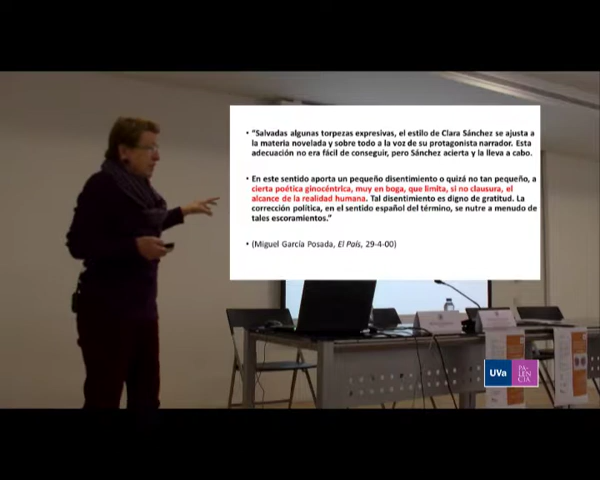 • “Salvadas algunas torpezas expresivas, el estilo de Clara Sánchez se ajusta a
la materia novelada y sobre todo a la voz de su protagonista narrador. Esta
adecuación no era fácil de conseguir, pero Sánchez acierta y la lleva a cabo.
• En este sentido aporta un pequeño disentimiento o quizá no tan pequeño, a
cierta poética ginocéntrica, muy en boga, que limita, si no clausura, el
alcance de la realidad humana. Tal disentimiento es digno de gratitud. La
corrección política, en el sentido español del término, se nutre a menudo de
tales escoramientos.”
• (Miguel García Posada, El País, 29-4-00)
UVa
PA-
LEN
CIA